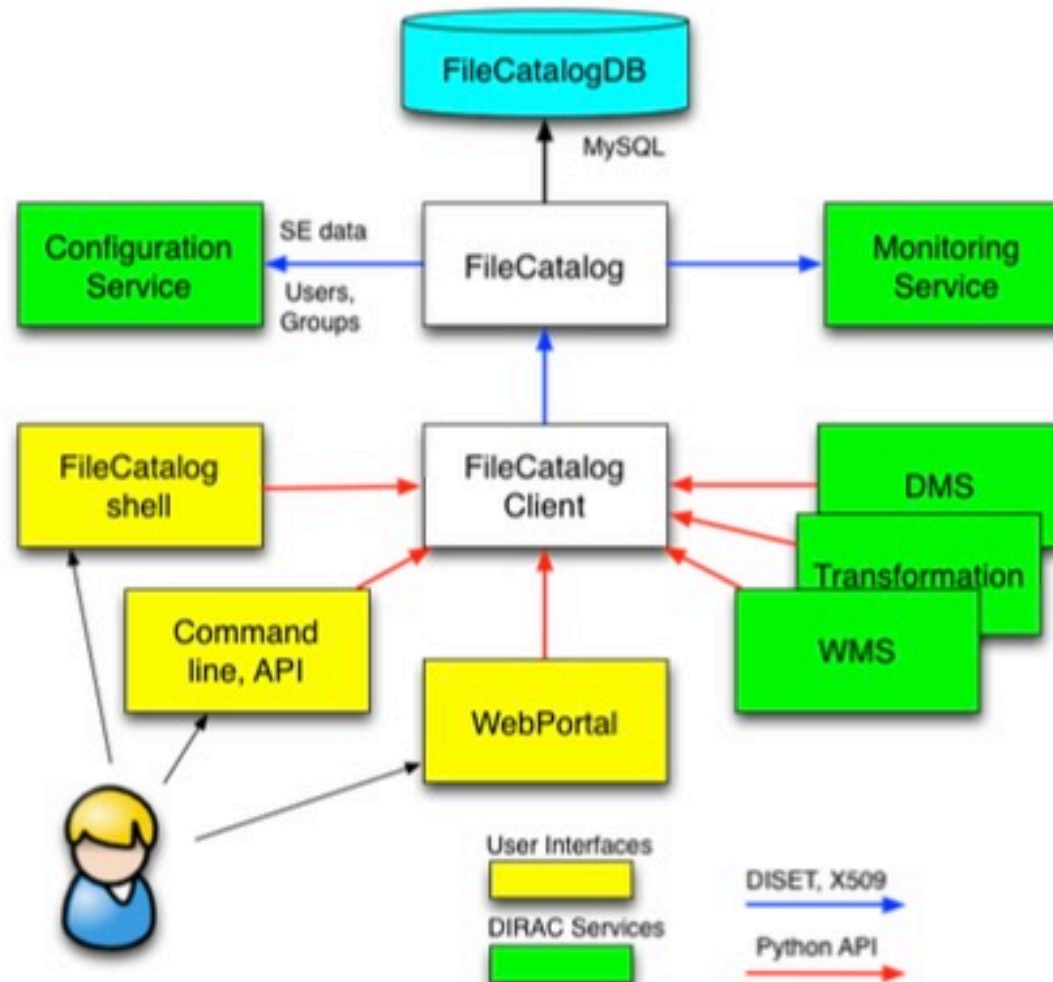 FileCatalogDB
MySQL
Configuration
Service
SE data
Users,
Groups
FileCatalog
Monitoring
Service
FileCatalog
shell
FileCatalog
Client
DMS
Transformation
WMS
Command
line, API
WebPortal
User Interfaces
DIRAC Services
DISET, X509
Python API